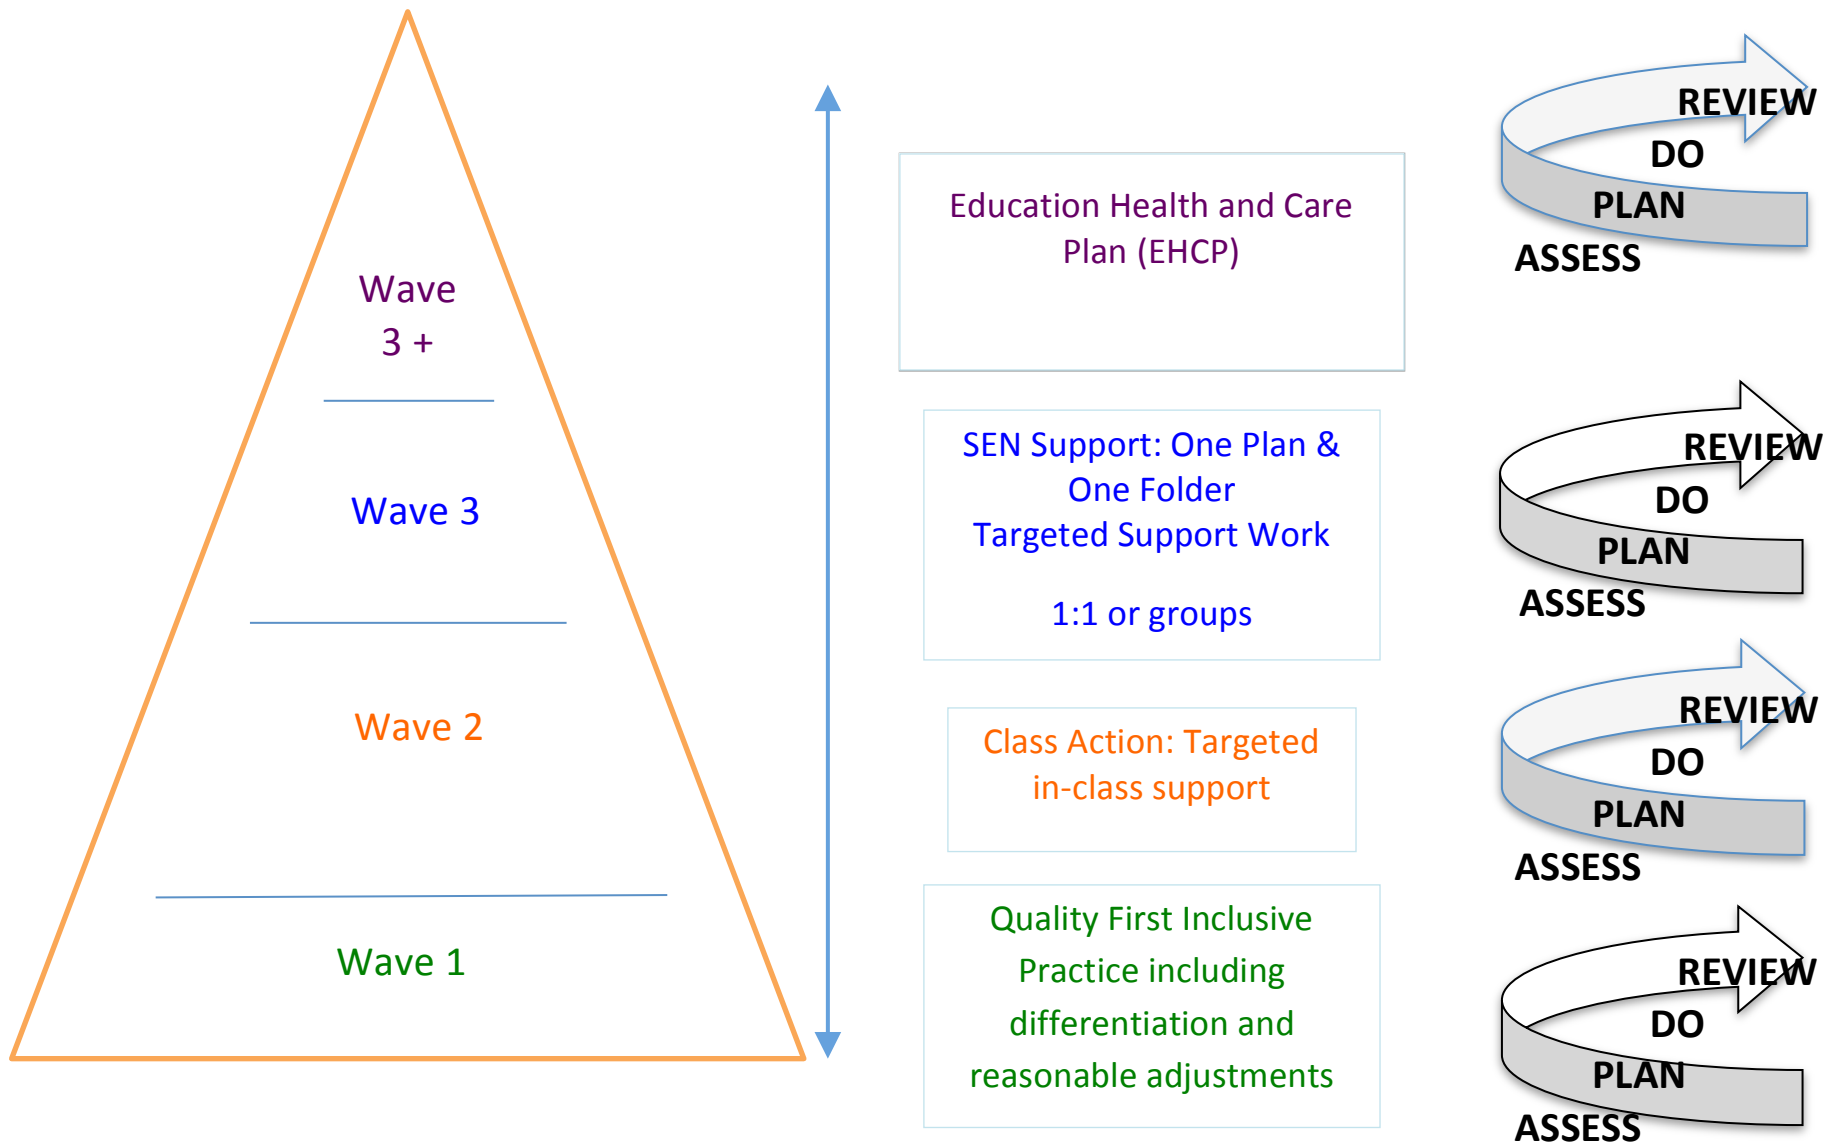 Wave
3 +
Wave 3
Wave 2
Wave 1
Education Health and Care
Plan (EHCP)
SEN Support: One Plan &
One Folder
Targeted Support Work
1:1 or groups
Class Action: Targeted
in-class support
Quality First Inclusive
Practice including
differentiation and
reasonable adjustments
REVIEW
DO
PLAN
ASSESS
REVIEW
DO
PLAN
ASSESS
REVIEW
DO
PLAN
ASSESS
REVIEW
DO
PLAN
ASSESS